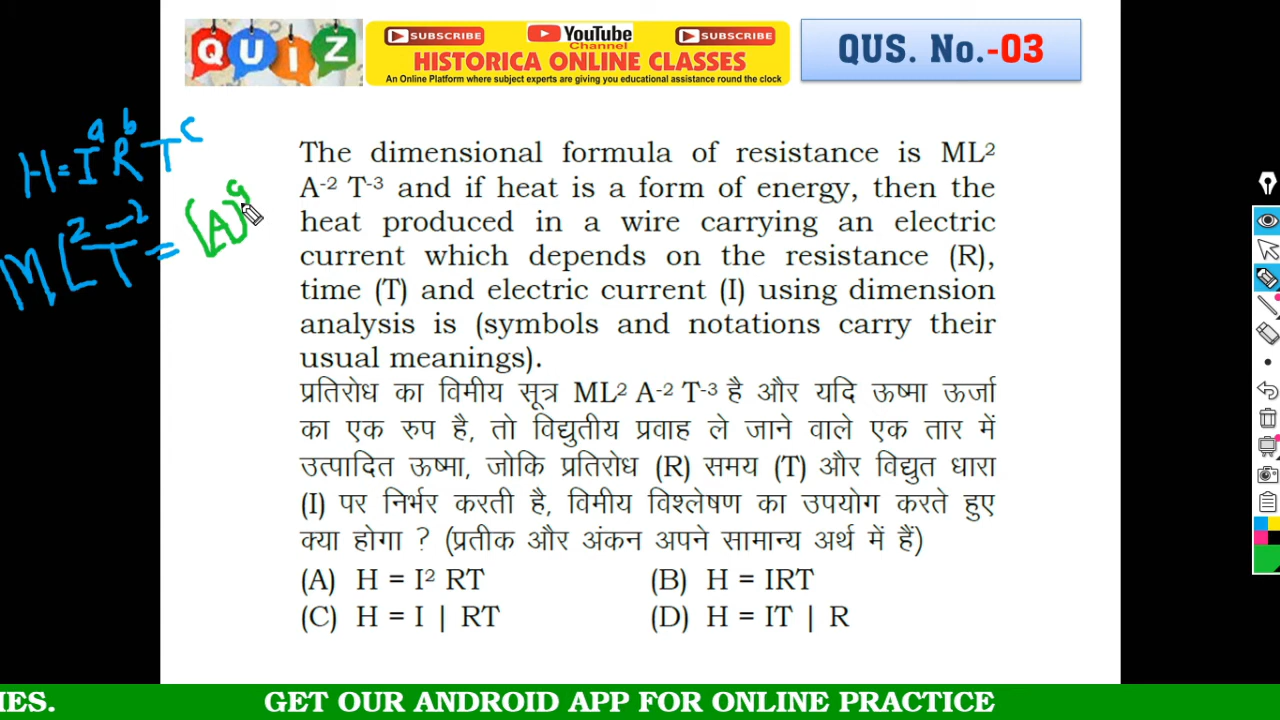 QUIZ
SUBSCRIBE YouTube SUBSCRIBE
Channel
HISTORICA ONLINE CLASSES
An Online Platform where subject experts are giving you educational assistance round the clock
QUS. No.-03
H=IᵃRᵇTᶜ
ML²T⁻²=(A)ᵃ
The dimensional formula of resistance is ML²
A⁻² T⁻³ and if heat is a form of energy, then the
heat produced in a wire carrying an electric
current which depends on the resistance (R),
time (T) and electric current (I) using dimension
analysis is (symbols and notations carry their
usual meanings).
प्रतिरोध का विमीय सूत्र ML² A⁻² T⁻³ है और यदि ऊष्मा ऊर्जा
का एक रुप है, तो विद्युतीय प्रवाह ले जाने वाले एक तार में
उत्पादित ऊष्मा, जोकि प्रतिरोध (R) समय (T) और विद्युत धारा
(I) पर निर्भर करती है, विमीय विश्लेषण का उपयोग करते हुए
क्या होगा ? (प्रतीक और अंकन अपने सामान्य अर्थ में हैं)
(A) H = I² RT (B) H = IRT
(C) H = I | RT (D) H = IT | R
IES. GET OUR ANDROID APP FOR ONLINE PRACTICE